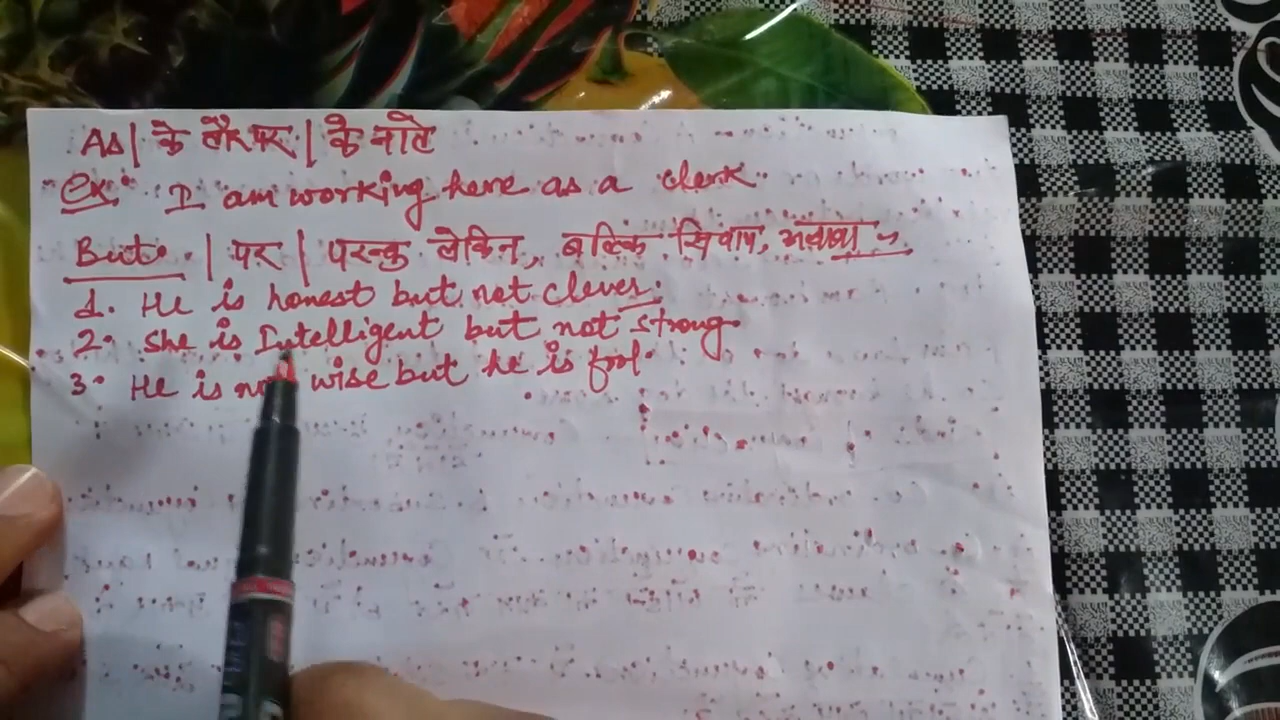 As| के तौर पर | के नाते
Ex: I am working here as a clerk.
But. | पर | परन्तु लेकिन, बल्कि सिवाय,
1. He is honest but not clever.
2. She is Intelligent but not strong.
3. He is not wise but he is fool.